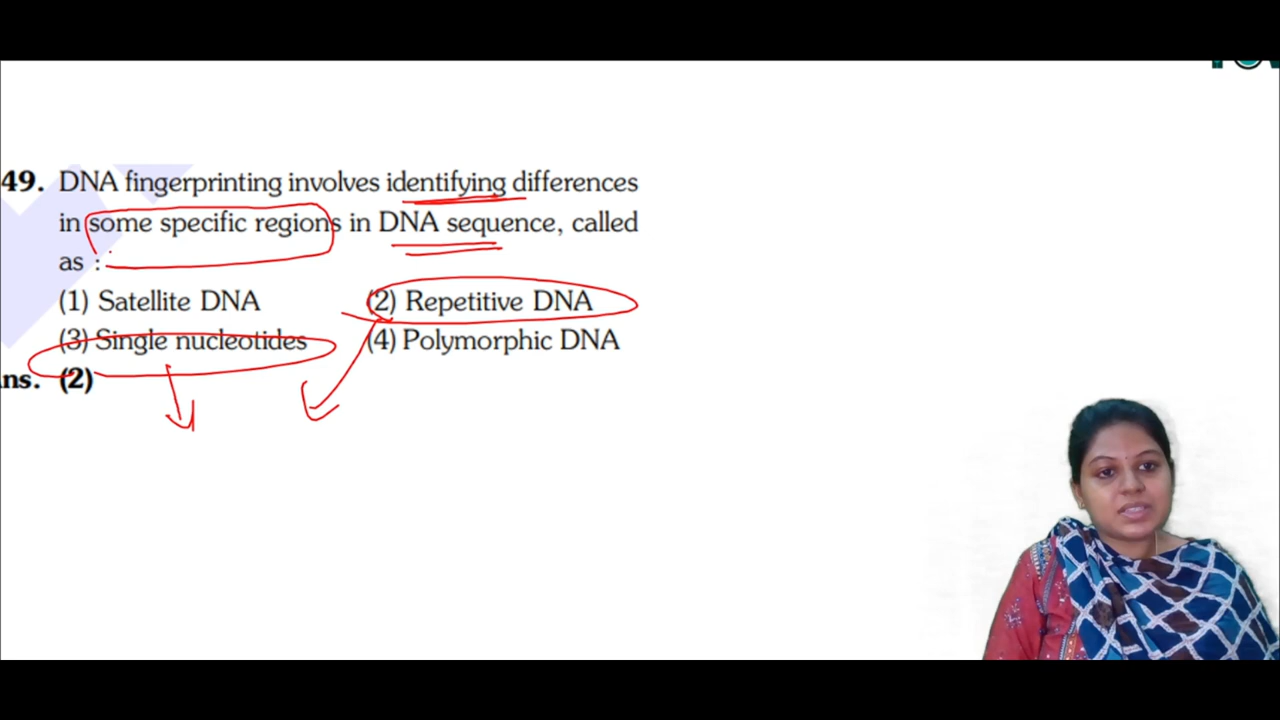 49. DNA fingerprinting involves identifying differences
in some specific regions in DNA sequence, called
as :
(1) Satellite DNA (2) Repetitive DNA
(3) Single nucleotides (4) Polymorphic DNA
ns. (2)